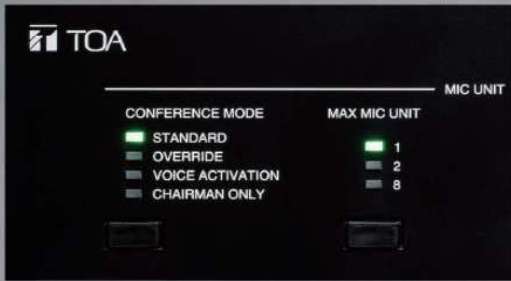 TOA
MIC UNIT
CONFERENCE MODE
STANDARD
OVERRIDE
VOICE ACTIVATION
CHAIRMAN ONLY
MAX MIC UNIT
1
2
8